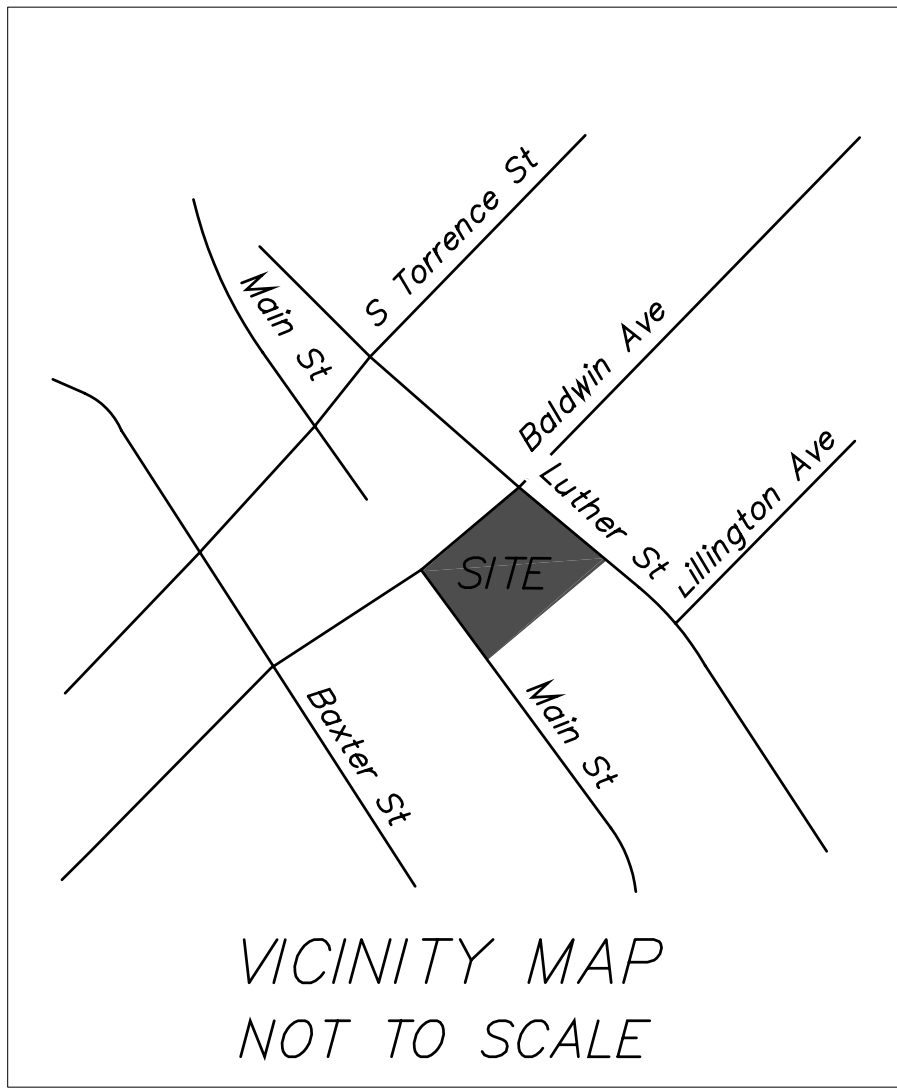 S Torrence St
Main St
Baldwin Ave
Luther St
Lillington Ave
SITE
Main St
Baxter St
VICINITY MAP
NOT TO SCALE